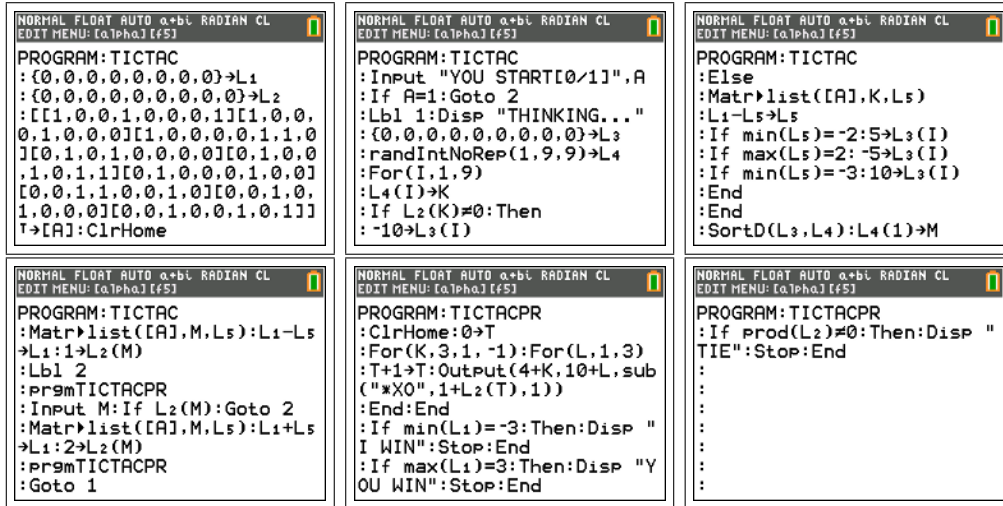 NORMAL FLOAT AUTO a+bi RADIAN CL
EDIT MENU: [alpha] [f5]
PROGRAM:TICTAC
:{0,0,0,0,0,0,0,0}→L₁
:{0,0,0,0,0,0,0,0,0}→L₂
:[[1,0,0,1,0,0,0,1][1,0,0,
0,1,0,0,0][1,0,0,0,0,1,1,0
][0,1,0,1,0,0,0,0][0,1,0,0
,1,0,1,1][0,1,0,0,0,1,0,0]
[0,0,1,1,0,0,1,0][0,0,1,0,
1,0,0,0][0,0,1,0,0,1,0,1]]
ᵀ→[A]:ClrHome
NORMAL FLOAT AUTO a+bi RADIAN CL
EDIT MENU: [alpha] [f5]
PROGRAM:TICTAC
:Input "YOU START[0/1]",A
:If A=1:Goto 2
:Lbl 1:Disp "THINKING..."
:{0,0,0,0,0,0,0,0,0}→L₃
:randIntNoRep(1,9,9)→L₄
:For(I,1,9)
:L₄(I)→K
:If L₂(K)≠0:Then
:⁻10→L₃(I)
NORMAL FLOAT AUTO a+bi RADIAN CL
EDIT MENU: [alpha] [f5]
PROGRAM:TICTAC
:Else
:Matr▸list([A],K,L₅)
:L₁-L₅→L₅
:If min(L₅)=⁻2:5→L₃(I)
:If max(L₅)=2:⁻5→L₃(I)
:If min(L₅)=⁻3:10→L₃(I)
:End
:End
:SortD(L₃,L₄):L₄(1)→M
NORMAL FLOAT AUTO a+bi RADIAN CL
EDIT MENU: [alpha] [f5]
PROGRAM:TICTAC
:Matr▸list([A],M,L₅):L₁-L₅
→L₁:1→L₂(M)
:Lbl 2
:prgmTICTACPR
:Input M:If L₂(M):Goto 2
:Matr▸list([A],M,L₅):L₁+L₅
→L₁:2→L₂(M)
:prgmTICTACPR
:Goto 1
NORMAL FLOAT AUTO a+bi RADIAN CL
EDIT MENU: [alpha] [f5]
PROGRAM:TICTACPR
:ClrHome:0→T
:For(K,3,1,⁻1):For(L,1,3)
:T+1→T:Output(4+K,10+L,sub
("*XO",1+L₂(T),1))
:End:End
:If min(L₁)=⁻3:Then:Disp "
I WIN":Stop:End
:If max(L₁)=3:Then:Disp "Y
OU WIN":Stop:End
NORMAL FLOAT AUTO a+bi RADIAN CL
EDIT MENU: [alpha] [f5]
PROGRAM:TICTACPR
:If prod(L₂)≠0:Then:Disp "
TIE":Stop:End
:
:
:
:
:
:
: